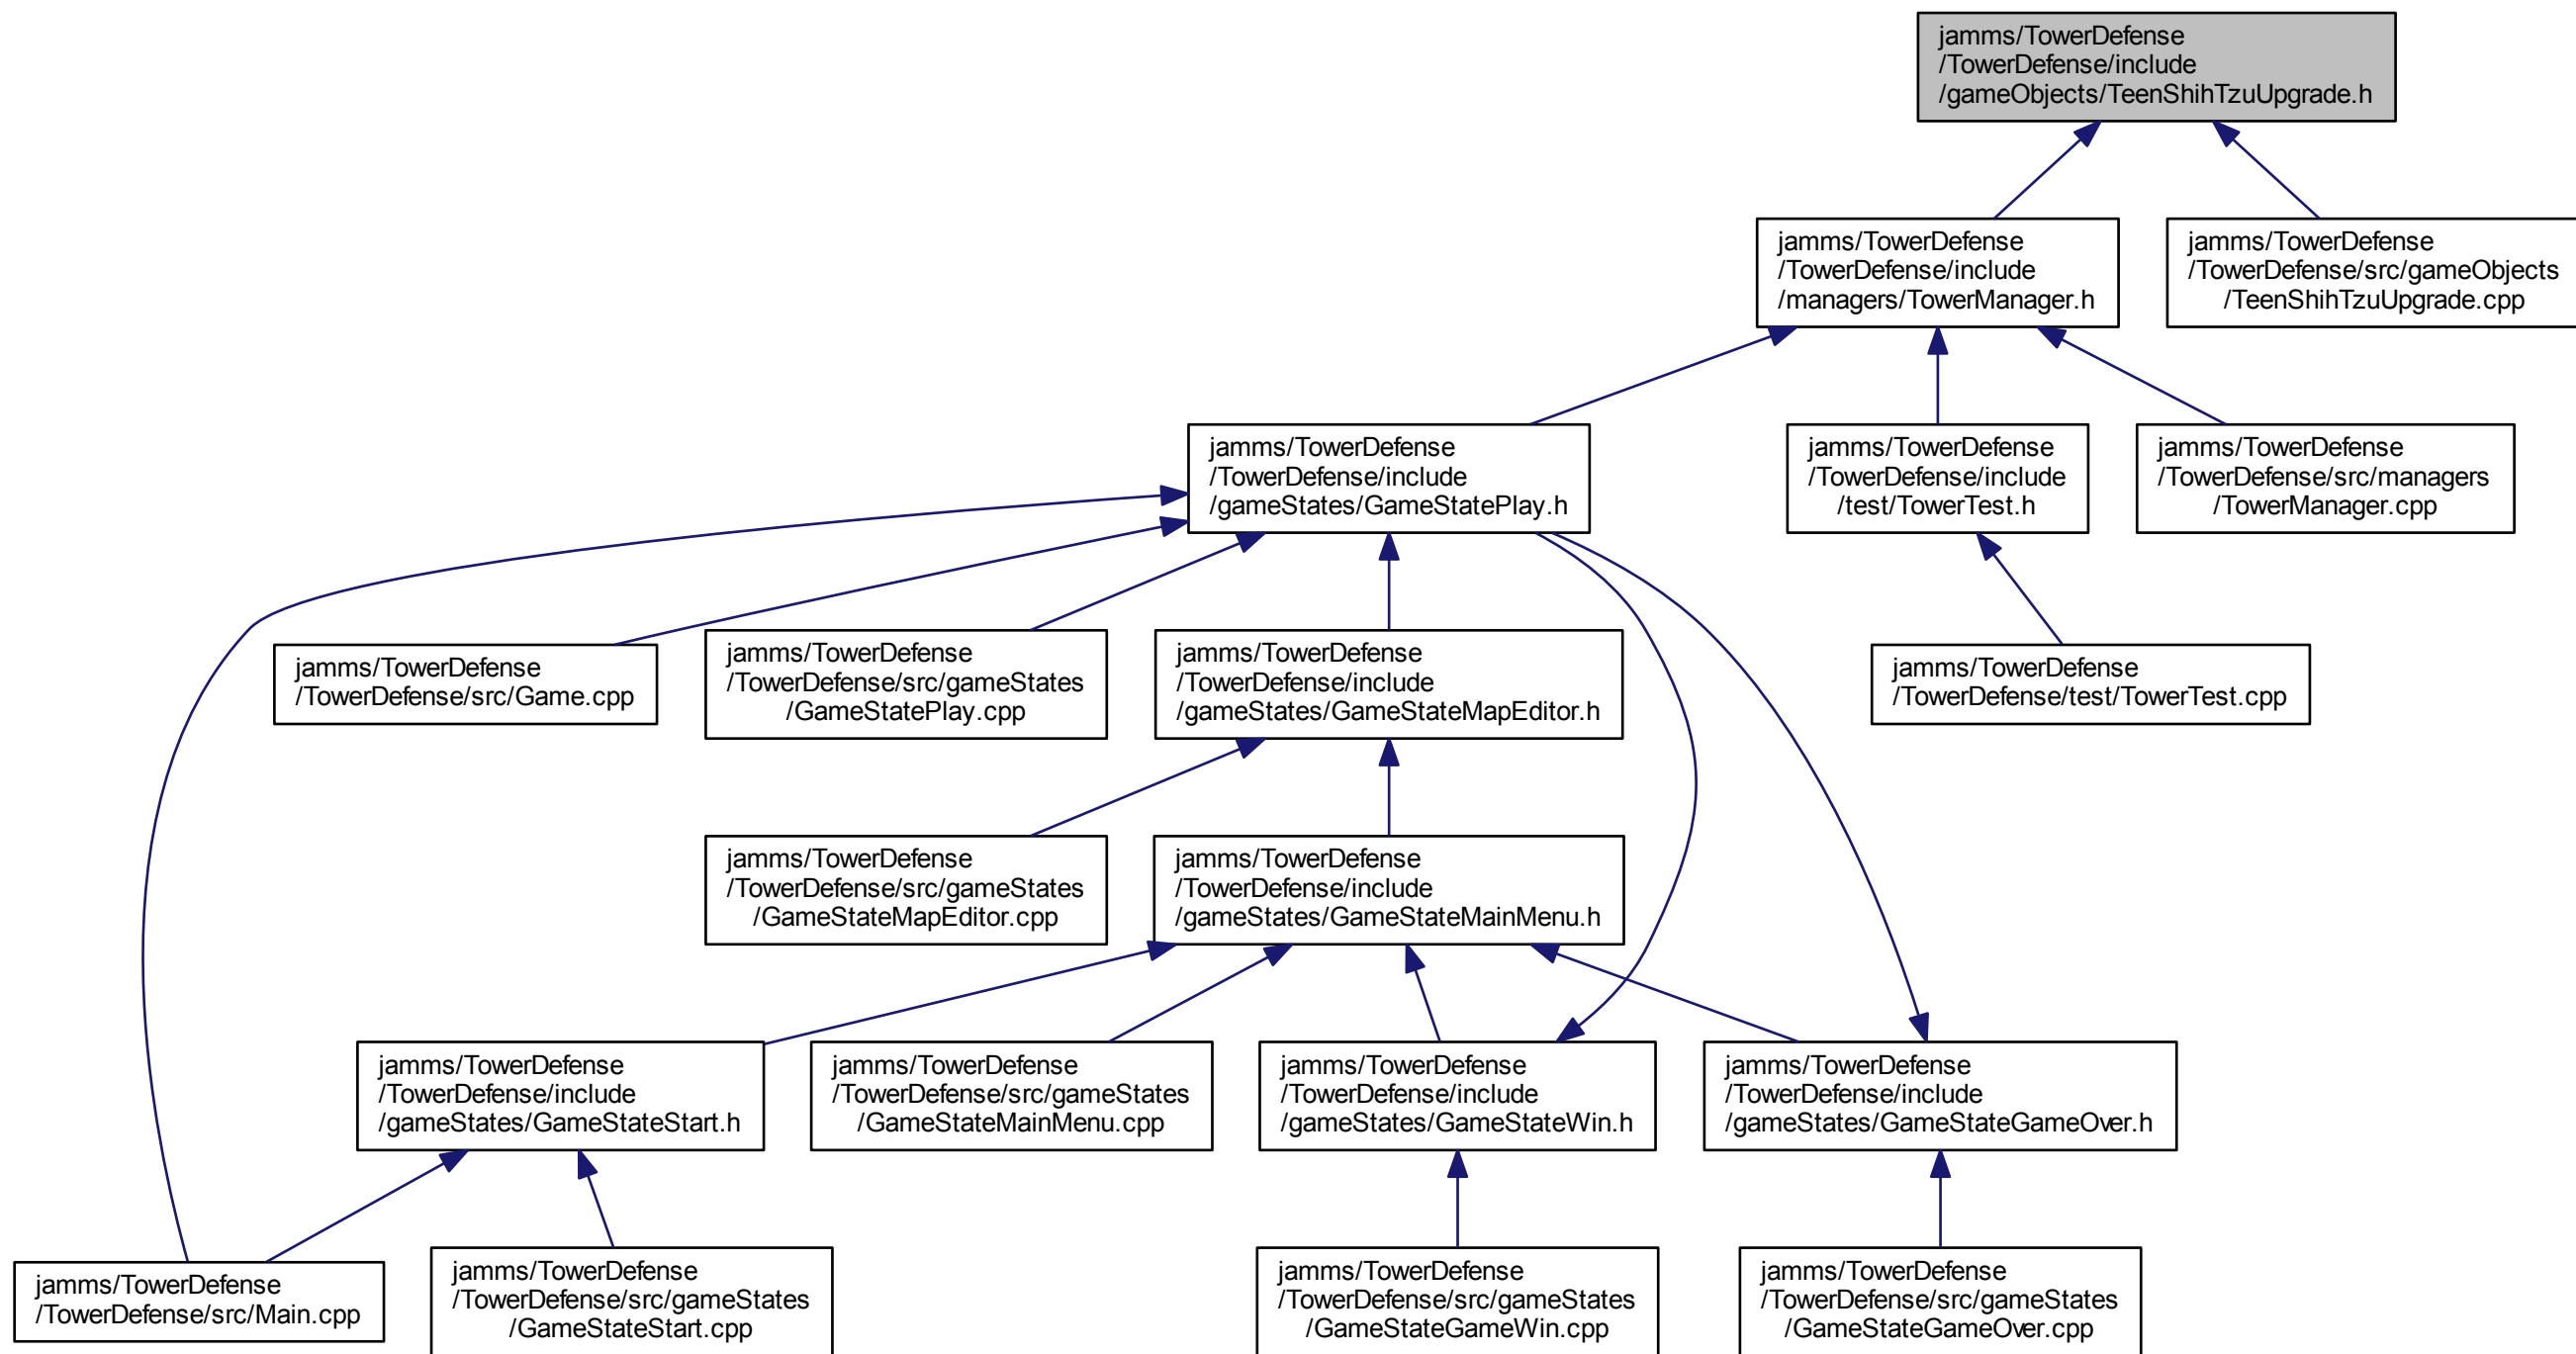 jamms/TowerDefense
/TowerDefense/include
/gameObjects/TeenShihTzuUpgrade.h
jamms/TowerDefense
/TowerDefense/include
/managers/TowerManager.h
jamms/TowerDefense
/TowerDefense/src/gameObjects
/TeenShihTzuUpgrade.cpp
jamms/TowerDefense
/TowerDefense/include
/gameStates/GameStatePlay.h
jamms/TowerDefense
/TowerDefense/include
/test/TowerTest.h
jamms/TowerDefense
/TowerDefense/src/managers
/TowerManager.cpp
jamms/TowerDefense
/TowerDefense/src/Game.cpp
jamms/TowerDefense
/TowerDefense/src/gameStates
/GameStatePlay.cpp
jamms/TowerDefense
/TowerDefense/include
/gameStates/GameStateMapEditor.h
jamms/TowerDefense
/TowerDefense/test/TowerTest.cpp
jamms/TowerDefense
/TowerDefense/src/gameStates
/GameStateMapEditor.cpp
jamms/TowerDefense
/TowerDefense/include
/gameStates/GameStateMainMenu.h
jamms/TowerDefense
/TowerDefense/include
/gameStates/GameStateStart.h
jamms/TowerDefense
/TowerDefense/src/gameStates
/GameStateMainMenu.cpp
jamms/TowerDefense
/TowerDefense/include
/gameStates/GameStateWin.h
jamms/TowerDefense
/TowerDefense/include
/gameStates/GameStateGameOver.h
jamms/TowerDefense
/TowerDefense/src/Main.cpp
jamms/TowerDefense
/TowerDefense/src/gameStates
/GameStateStart.cpp
jamms/TowerDefense
/TowerDefense/src/gameStates
/GameStateGameWin.cpp
jamms/TowerDefense
/TowerDefense/src/gameStates
/GameStateGameOver.cpp